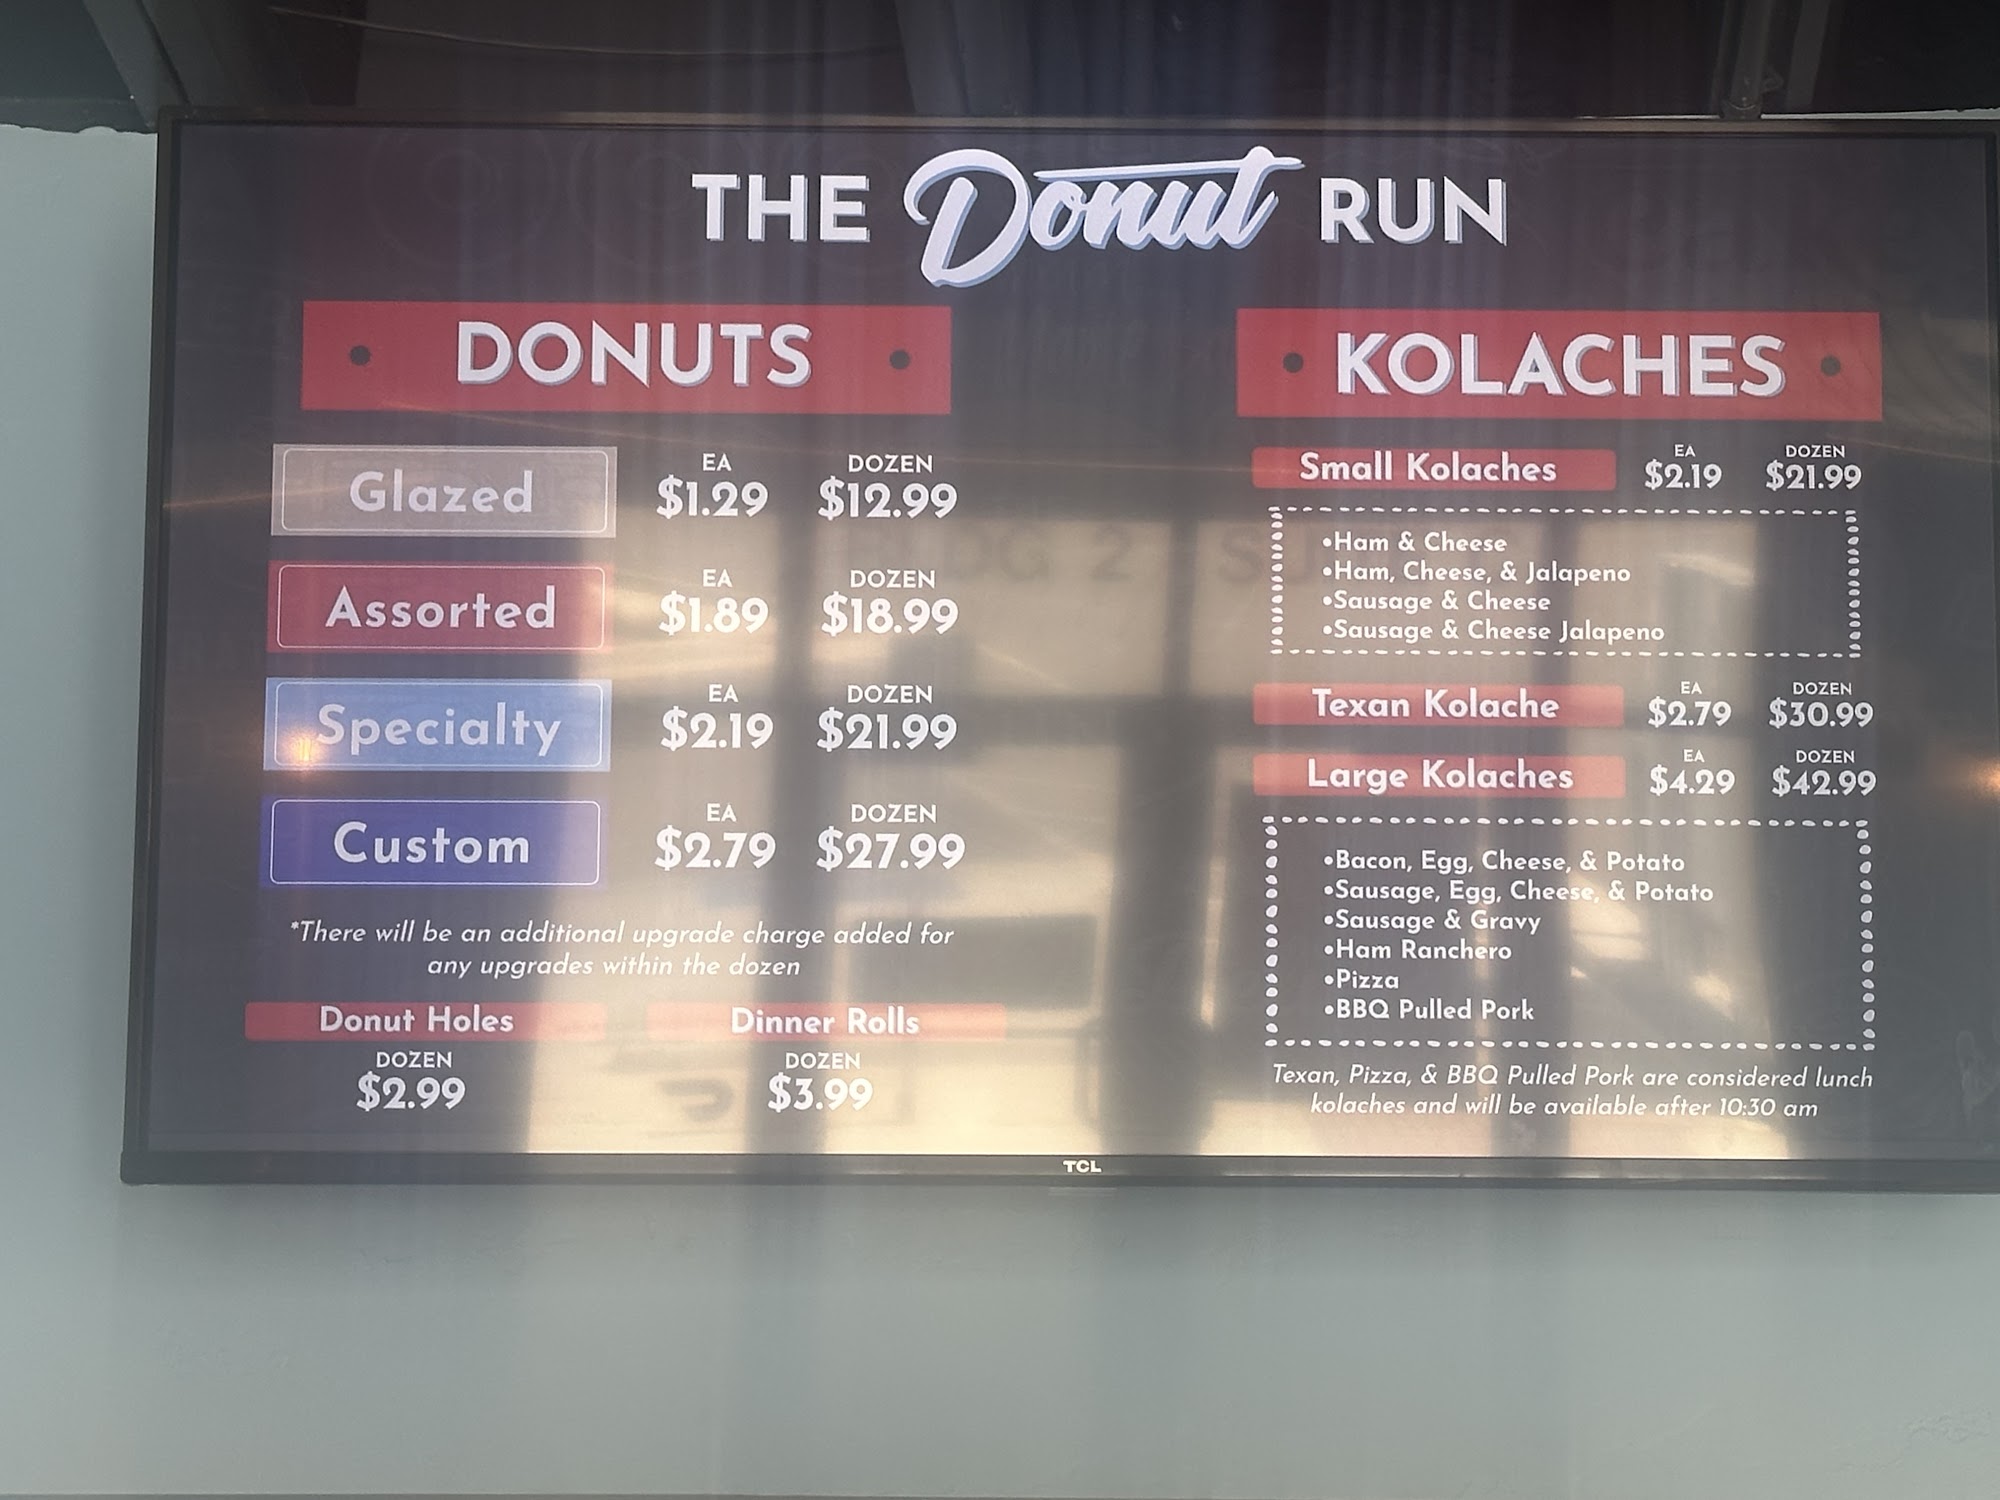 THE Donut RUN
DONUTS
Glazed
EA
$1.29
DOZEN
$12.99
Assorted
EA
$1.89
DOZEN
$18.99
Specialty
EA
$2.19
DOZEN
$21.99
Custom
EA
$2.79
DOZEN
$27.99
*There will be an additional upgrade charge added for
any upgrades within the dozen
Donut Holes
DOZEN
$2.99
Dinner Rolls
DOZEN
$3.99
KOLACHES
Small Kolaches
EA
$2.19
DOZEN
$21.99
•Ham & Cheese
•Ham, Cheese, & Jalapeno
•Sausage & Cheese
•Sausage & Cheese Jalapeno
Texan Kolache
EA
$2.79
DOZEN
$30.99
Large Kolaches
EA
$4.29
DOZEN
$42.99
•Bacon, Egg, Cheese, & Potato
•Sausage, Egg, Cheese, & Potato
•Sausage & Gravy
•Ham Ranchero
•Pizza
•BBQ Pulled Pork
Texan, Pizza, & BBQ Pulled Pork are considered lunch
kolaches and will be available after 10:30 am
TCL